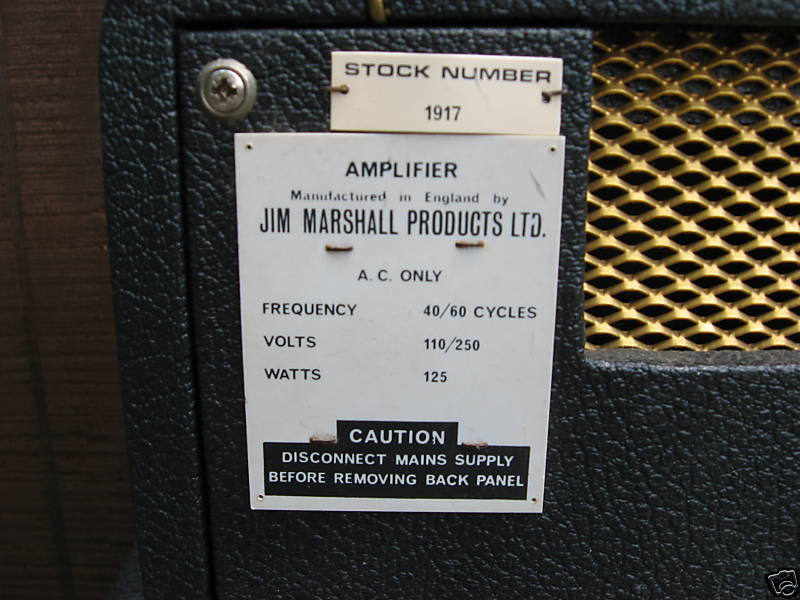 STOCK NUMBER
1917
AMPLIFIER
Manufactured in England by
JIM MARSHALL PRODUCTS LTD.
A.C. ONLY
FREQUENCY 40/60 CYCLES
VOLTS 110/250
WATTS 125
CAUTION
DISCONNECT MAINS SUPPLY
BEFORE REMOVING BACK PANEL